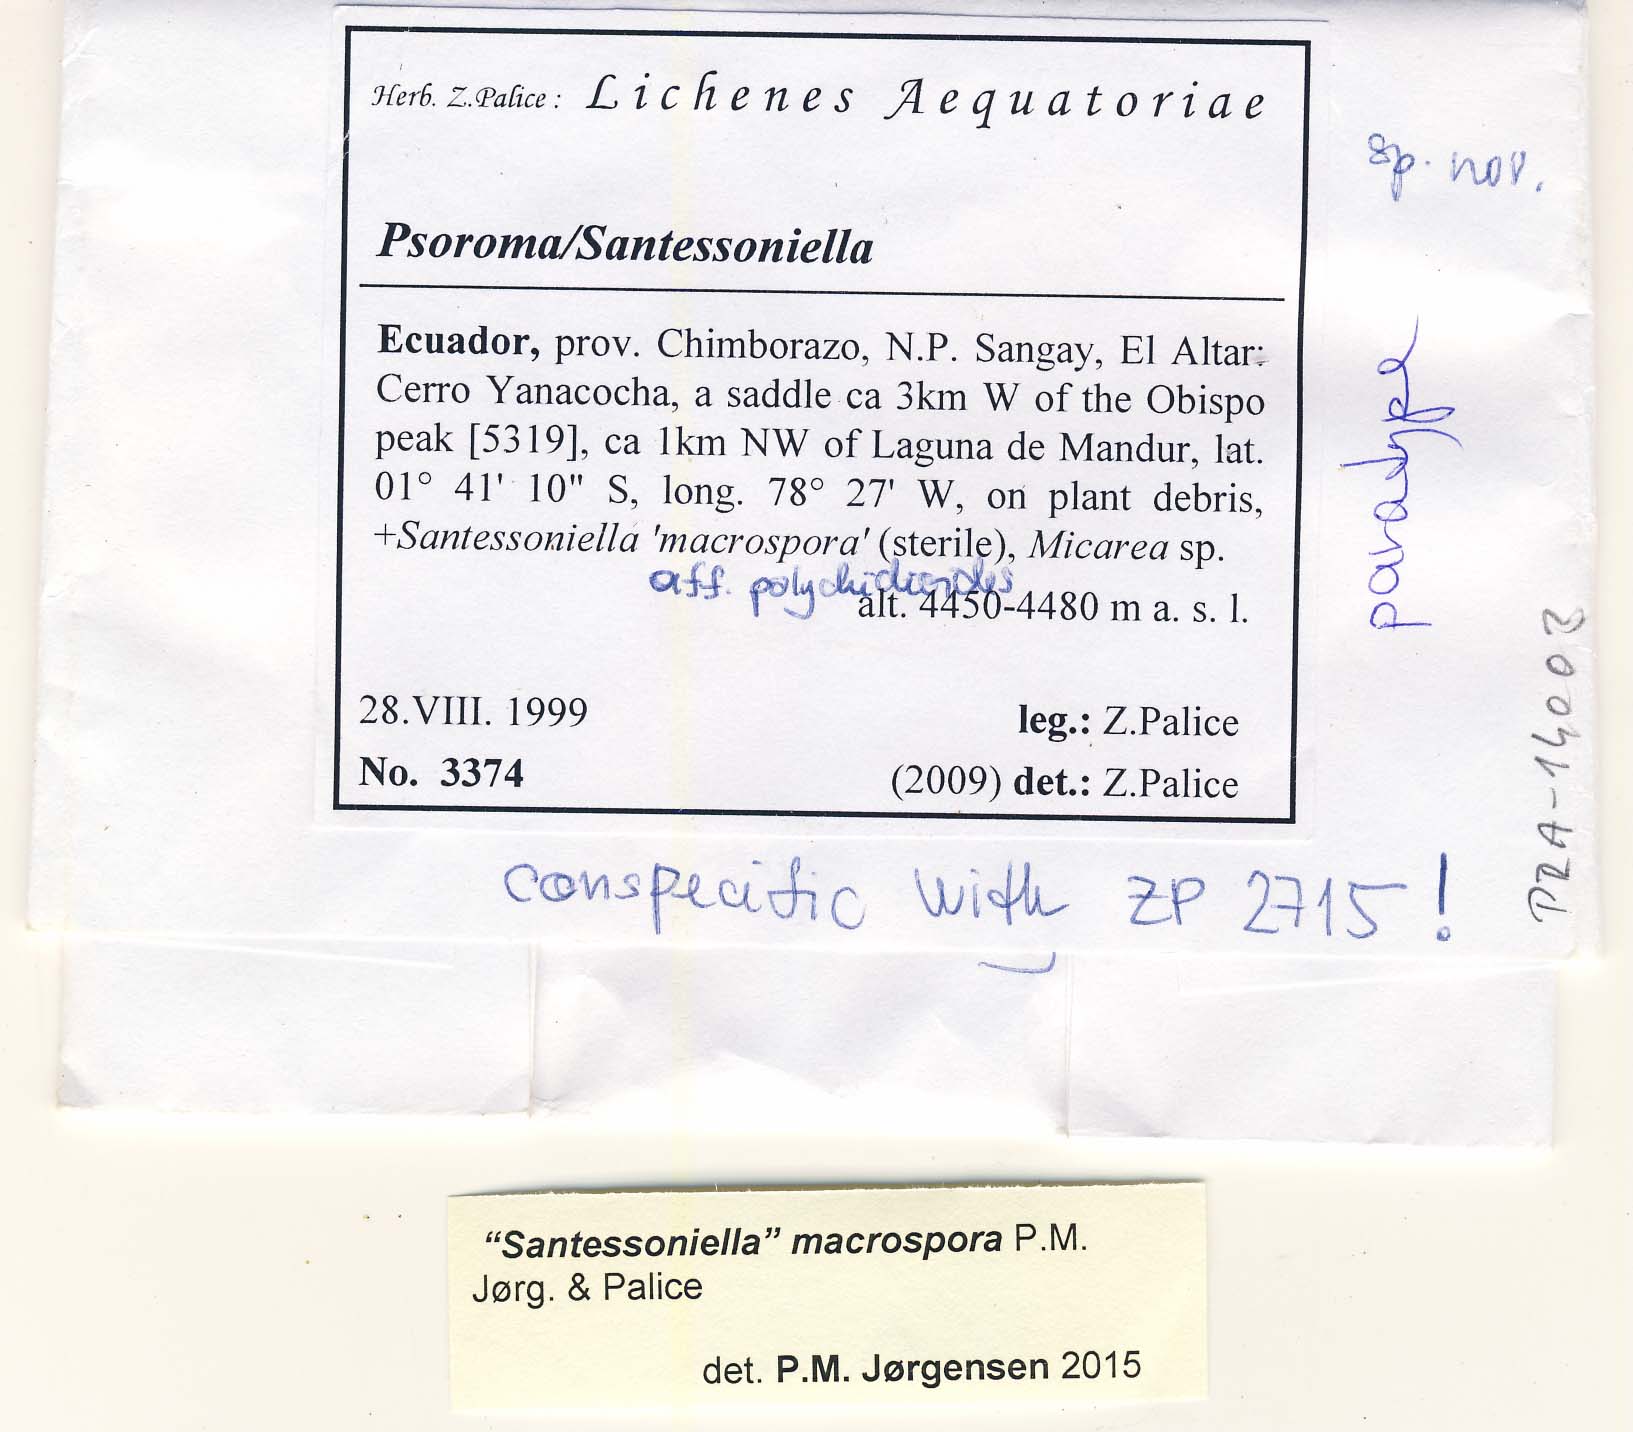 Herb. Z.Palice : Lichenes Aequatoriae
sp. nov.
Psoroma/Santessoniella
Ecuador, prov. Chimborazo, N.P. Sangay, El Altar:
Cerro Yanacocha, a saddle ca 3km W of the Obispo
peak [5319], ca 1km NW of Laguna de Mandur, lat.
01° 41' 10" S, long. 78° 27' W, on plant debris,
+Santessoniella 'macrospora' (sterile), Micarea sp.
aff. polychidioides
alt. 4450-4480 m a. s. l.
paratype
28.VIII. 1999 leg.: Z.Palice
No. 3374 (2009) det.: Z.Palice
PRA-14003
conspecific with ZP 2715!
“Santessoniella” macrospora P.M.
Jørg. & Palice
det. P.M. Jørgensen 2015